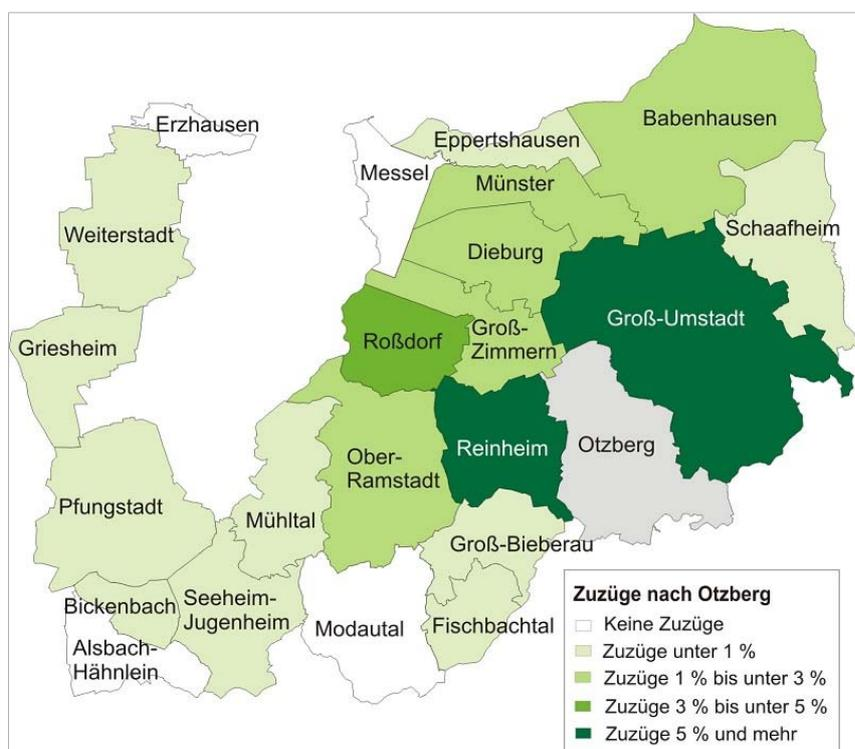 Erzhausen
Babenhausen
Eppertshausen
Messel
Münster
Schaafheim
Weiterstadt
Dieburg
Groß-Umstadt
Groß-
Zimmern
Roßdorf
Griesheim
Otzberg
Reinheim
Ober-
Ramstadt
Pfungstadt
Mühltal
Groß-Bieberau
Bickenbach
Seeheim-
Jugenheim
Fischbachtal
Modautal
Alsbach-
Hähnlein
Zuzüge nach Otzberg
Keine Zuzüge
Zuzüge unter 1 %
Zuzüge 1 % bis unter 3 %
Zuzüge 3 % bis unter 5 %
Zuzüge 5 % und mehr